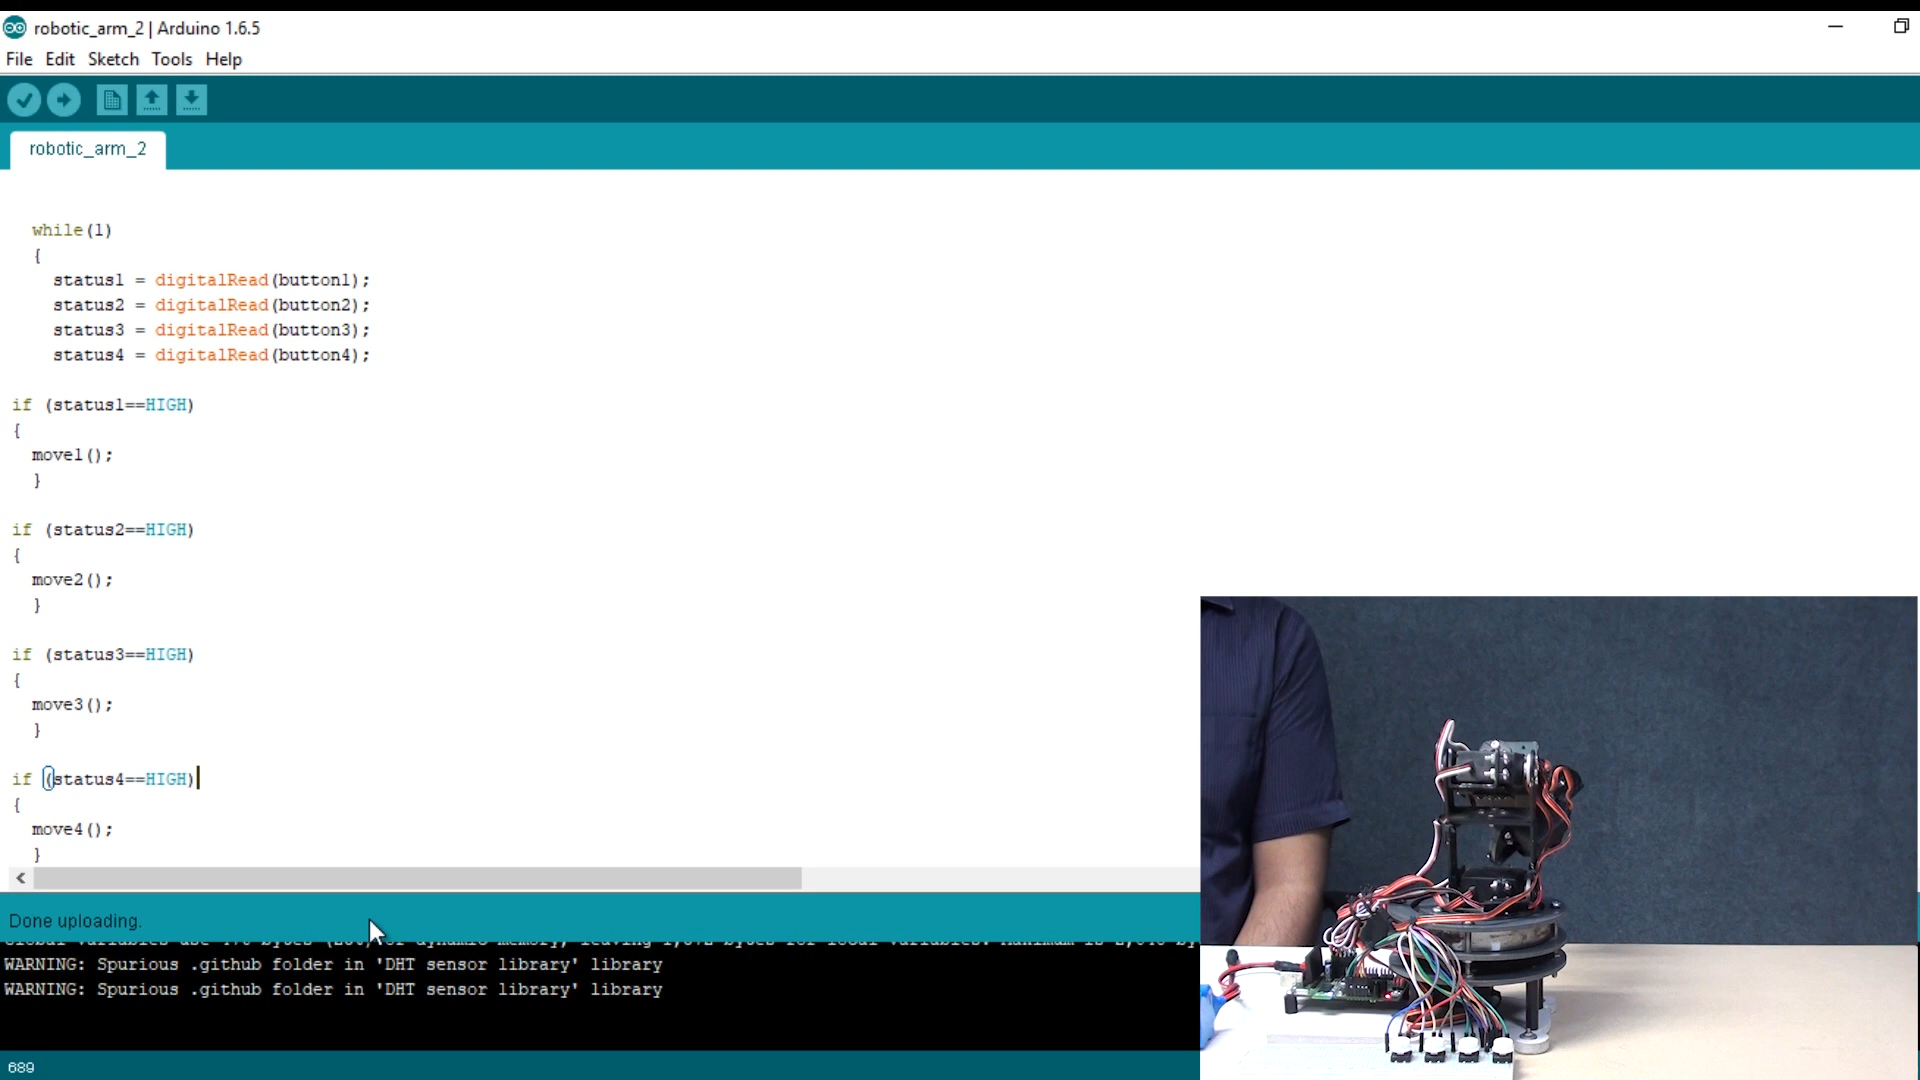 robotic_arm_2 | Arduino 1.6.5
File Edit Sketch Tools Help
robotic_arm_2
while(1)
{
status1 = digitalRead(button1);
status2 = digitalRead(button2);
status3 = digitalRead(button3);
status4 = digitalRead(button4);
if (status1==HIGH)
{
move1();
}
if (status2==HIGH)
{
move2();
}
if (status3==HIGH)
{
move3();
}
if (status4==HIGH)
{
move4();
}
Done uploading.
WARNING: Spurious .github folder in 'DHT sensor library' library
WARNING: Spurious .github folder in 'DHT sensor library' library
689